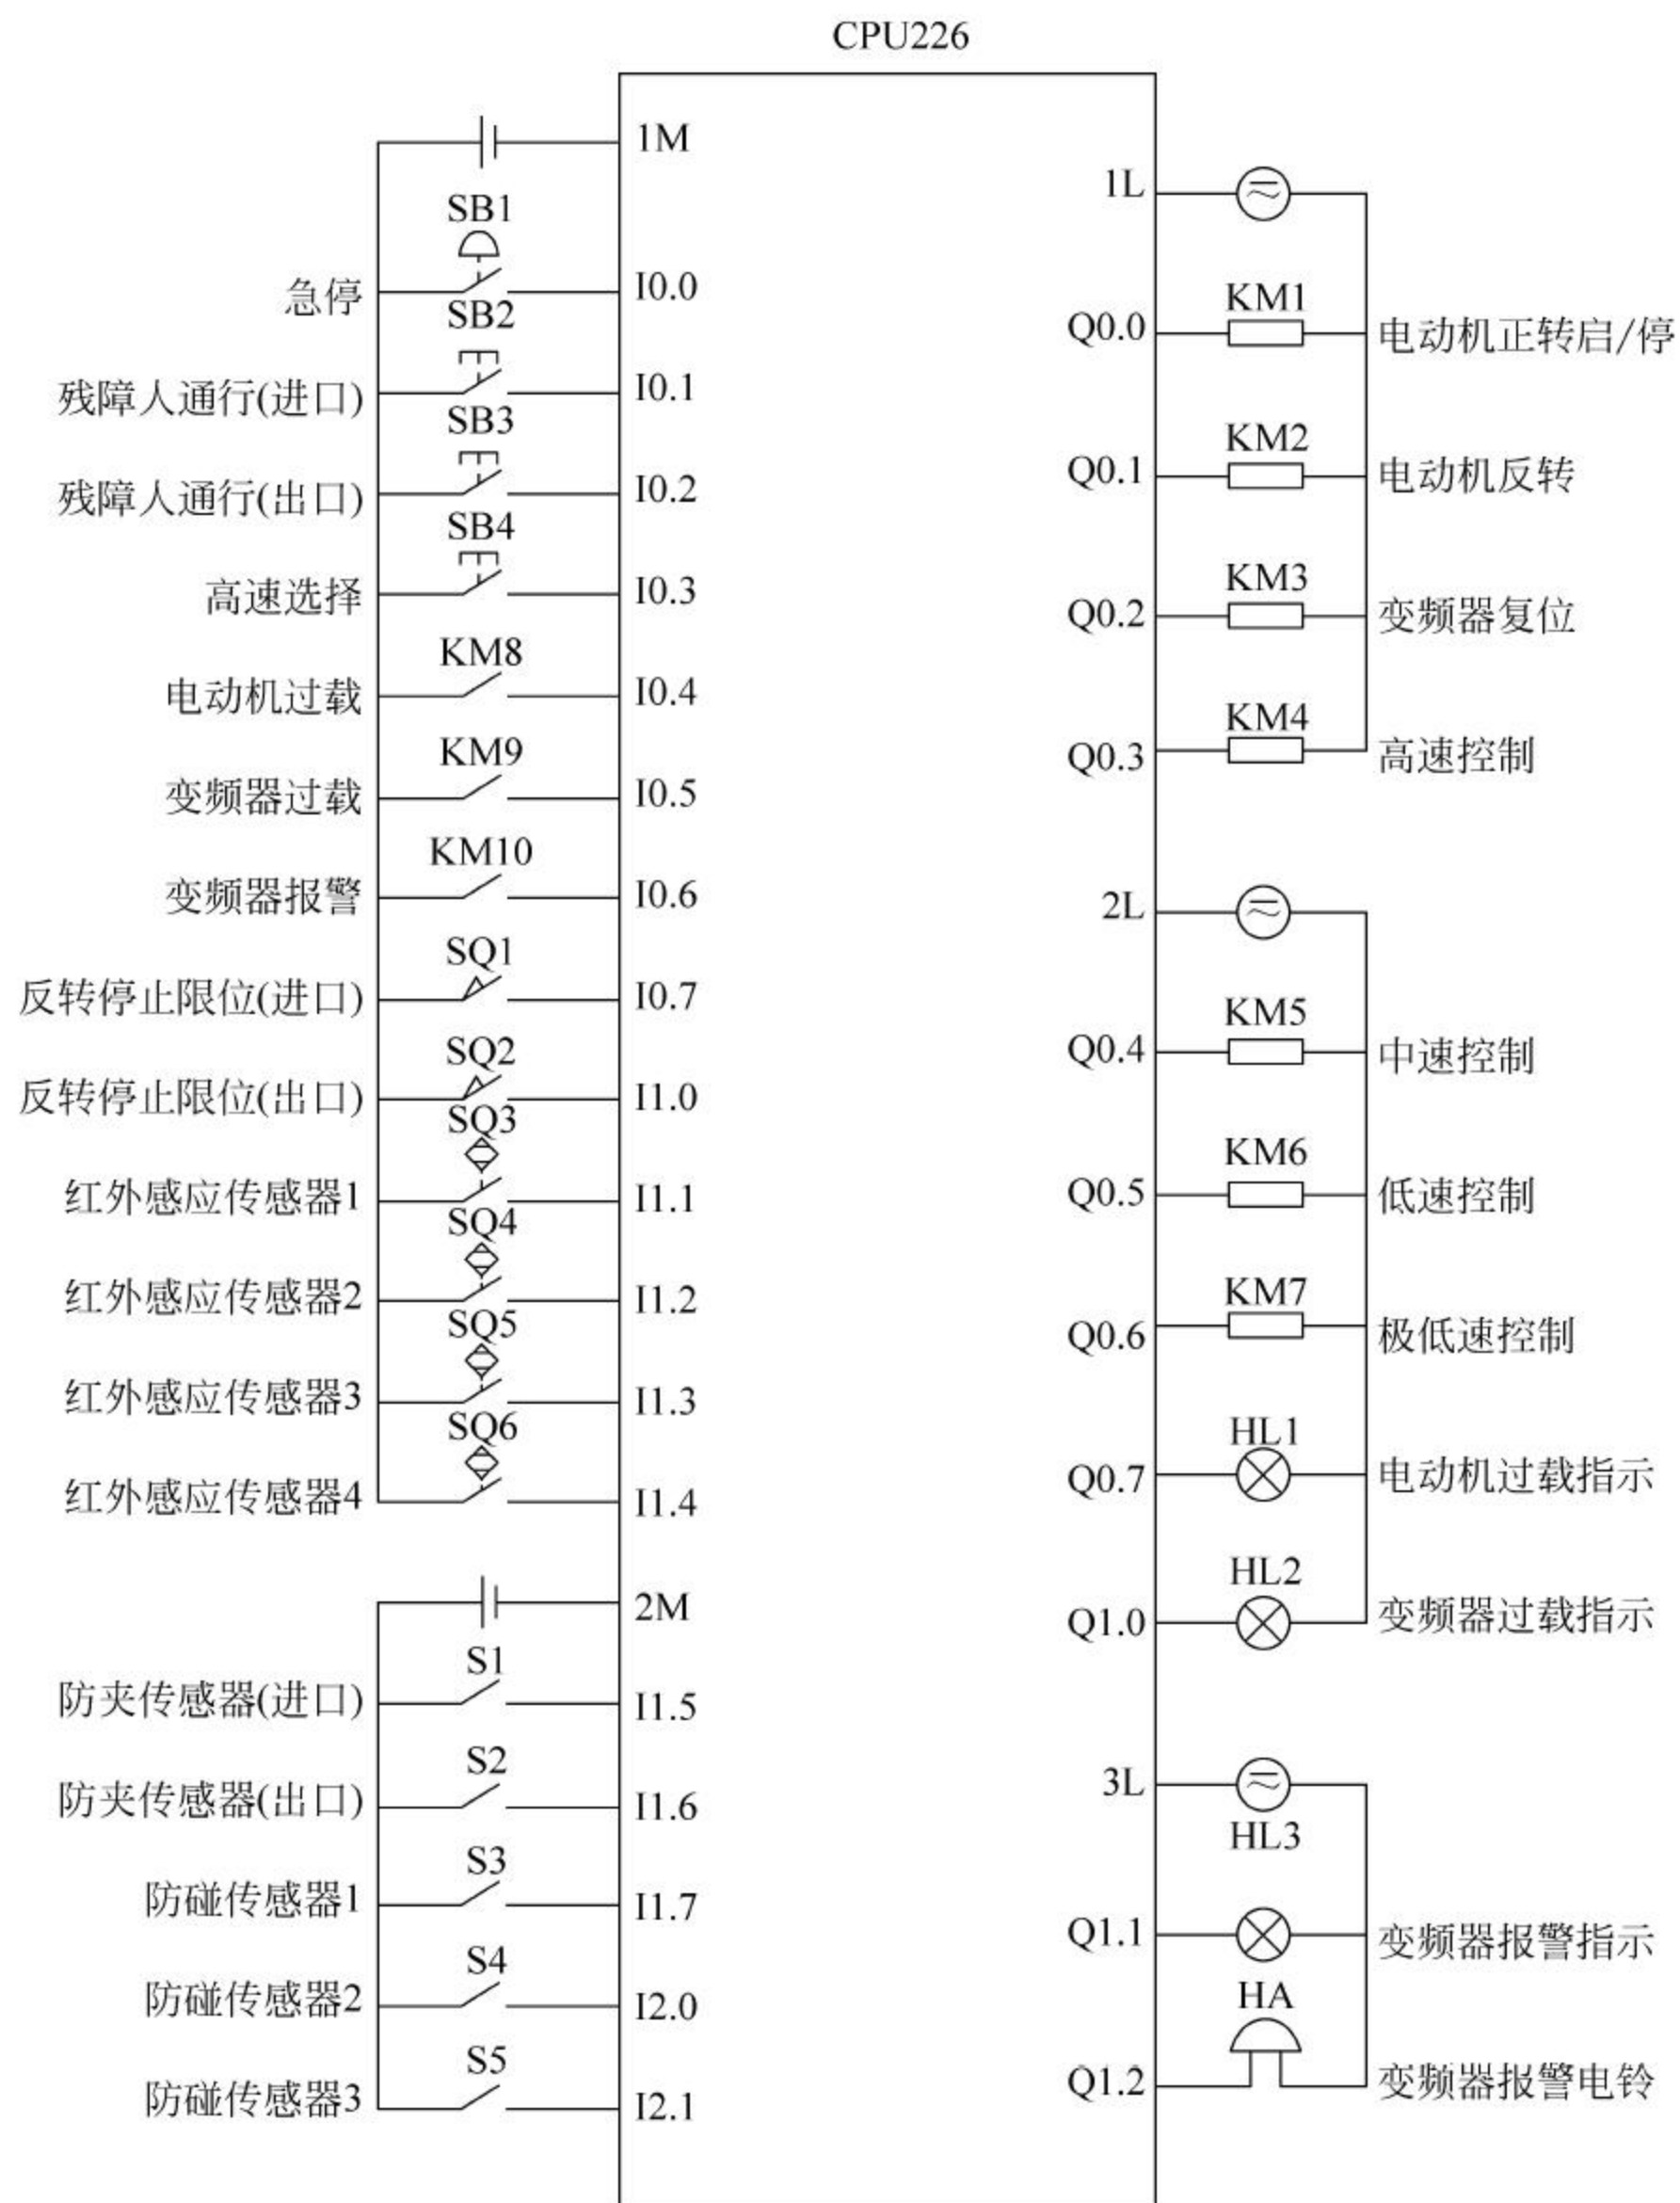 CPU226
1M
SB1
急停
I0.0
SB2
残障人通行(进口)
I0.1
SB3
残障人通行(出口)
I0.2
SB4
高速选择
I0.3
KM8
电动机过载
I0.4
KM9
变频器过载
I0.5
KM10
变频器报警
I0.6
SQ1
反转停止限位(进口)
I0.7
SQ2
反转停止限位(出口)
I1.0
SQ3
红外感应传感器1
I1.1
SQ4
红外感应传感器2
I1.2
SQ5
红外感应传感器3
I1.3
SQ6
红外感应传感器4
I1.4
2M
S1
防夹传感器(进口)
I1.5
S2
防夹传感器(出口)
I1.6
S3
防碰传感器1
I1.7
S4
防碰传感器2
I2.0
S5
防碰传感器3
I2.1
1L
KM1
Q0.0
电动机正转启/停
KM2
Q0.1
电动机反转
KM3
Q0.2
变频器复位
KM4
Q0.3
高速控制
2L
KM5
Q0.4
中速控制
KM6
Q0.5
低速控制
KM7
Q0.6
极低速控制
HL1
Q0.7
电动机过载指示
HL2
Q1.0
变频器过载指示
3L
HL3
Q1.1
变频器报警指示
HA
Q1.2
变频器报警电铃